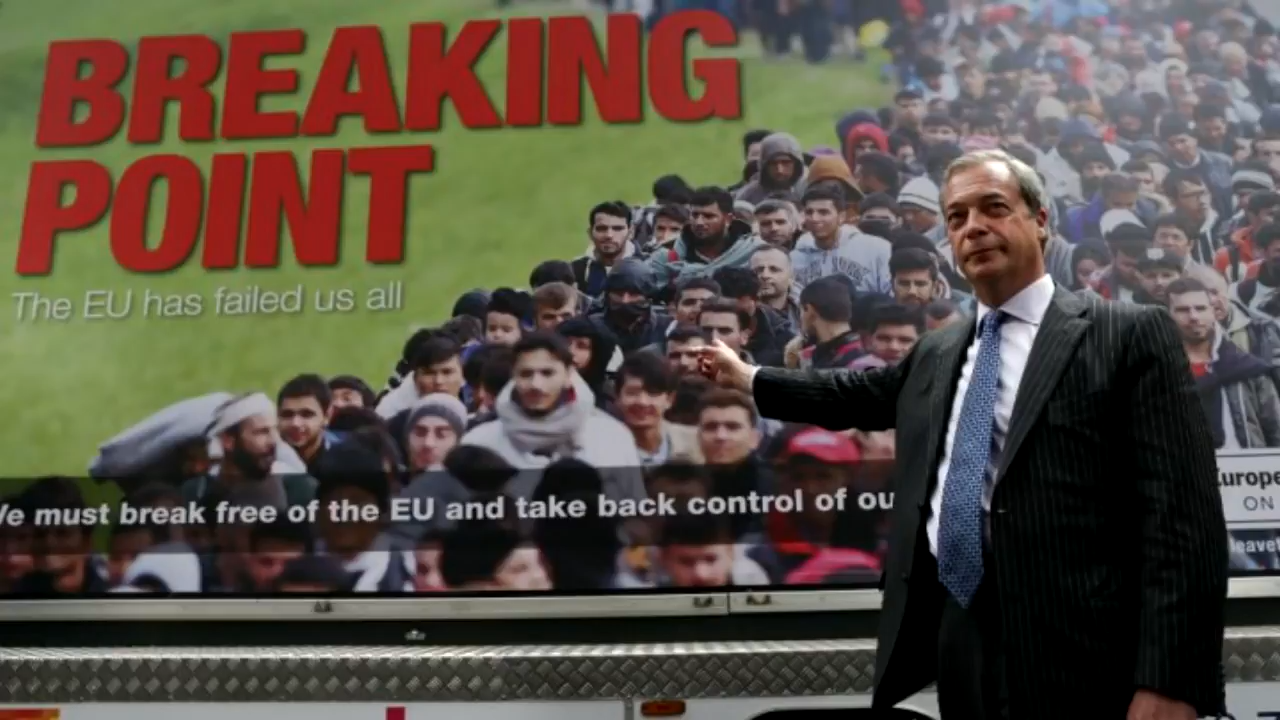 BREAKING
POINT
The EU has failed us all
We must break free of the EU and take back control of ou
Europe
ON
leave